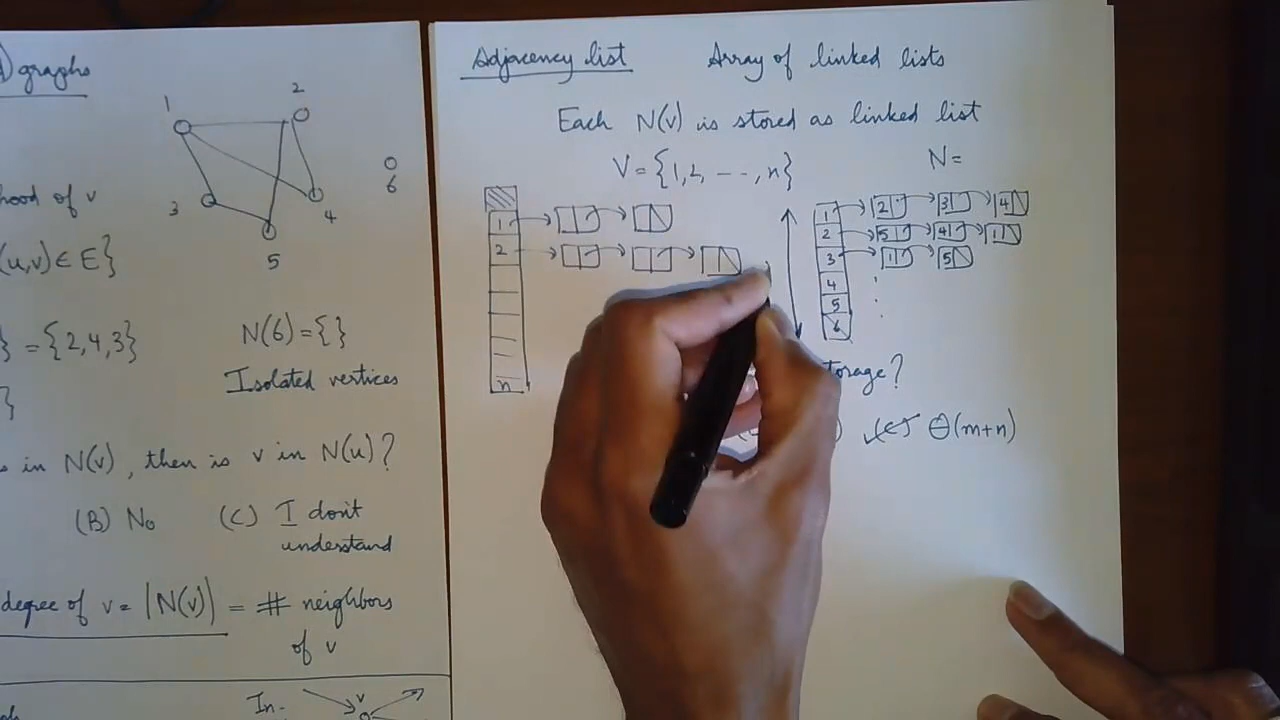 graphs
1
2
3
4
5
6
hood of v
(u,v) ∈ E}
} = {2,4,3}
N(6) = { }
Isolated vertices
}
in N(v), then is v in N(u)?
(B) No
(C) I don't
understand
degree of v = |N(v)| = # neighbors
of v
In-
v
Adjacency list
Array of linked lists
Each N(v) is stored as linked list
V = {1, 2, --, n}
N =
1
2
n
1 2 3 4
2 5 4 1
3 1 5
4
5
6
torage?
Θ(m+n)